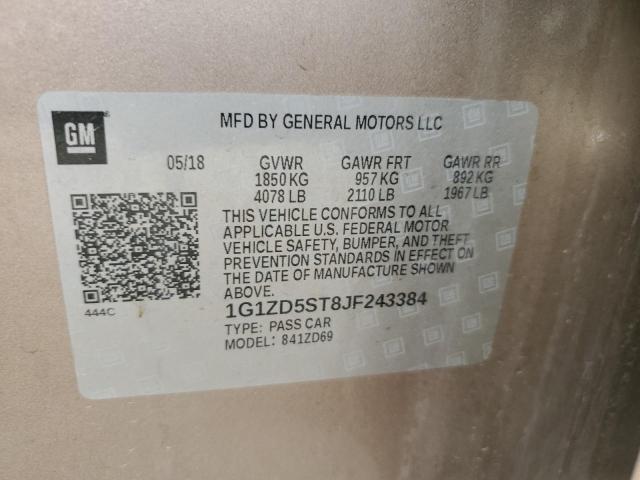 GM
MFD BY GENERAL MOTORS LLC
05/18 GVWR GAWR FRT GAWR RR
1850 KG 957 KG 892 KG
4078 LB 2110 LB 1967 LB
THIS VEHICLE CONFORMS TO ALL
APPLICABLE U.S. FEDERAL MOTOR
VEHICLE SAFETY, BUMPER, AND THEFT
PREVENTION STANDARDS IN EFFECT ON
THE DATE OF MANUFACTURE SHOWN
ABOVE.
444C
1G1ZD5ST8JF243384
TYPE: PASS CAR
MODEL: 841ZD69